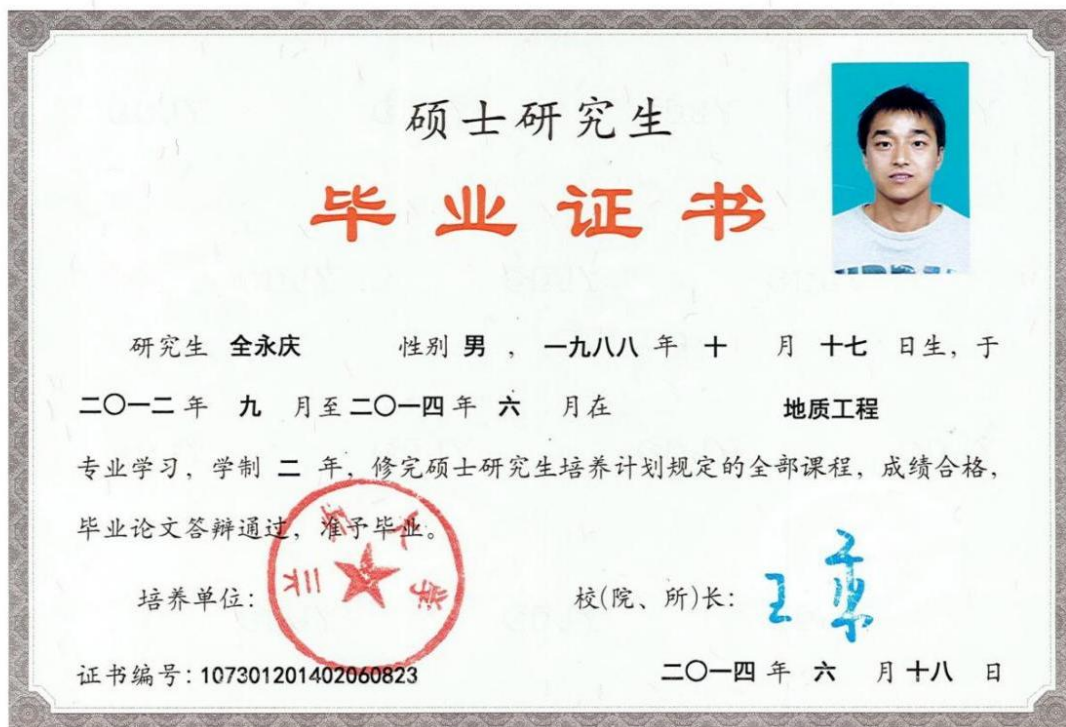 硕士研究生
毕业证书
研究生 全永庆 性别 男 ， 一九八八 年 十 月 十七 日生，于
二〇一二 年 九 月至 二〇一四 年 六 月在 地质工程
专业学习，学制 二 年，修完硕士研究生培养计划规定的全部课程，成绩合格，
毕业论文答辩通过，准予毕业。
兰州大学
培养单位： 校(院、所)长： 王乘
证书编号：107301201402060823 二〇一四 年 六 月 十八 日